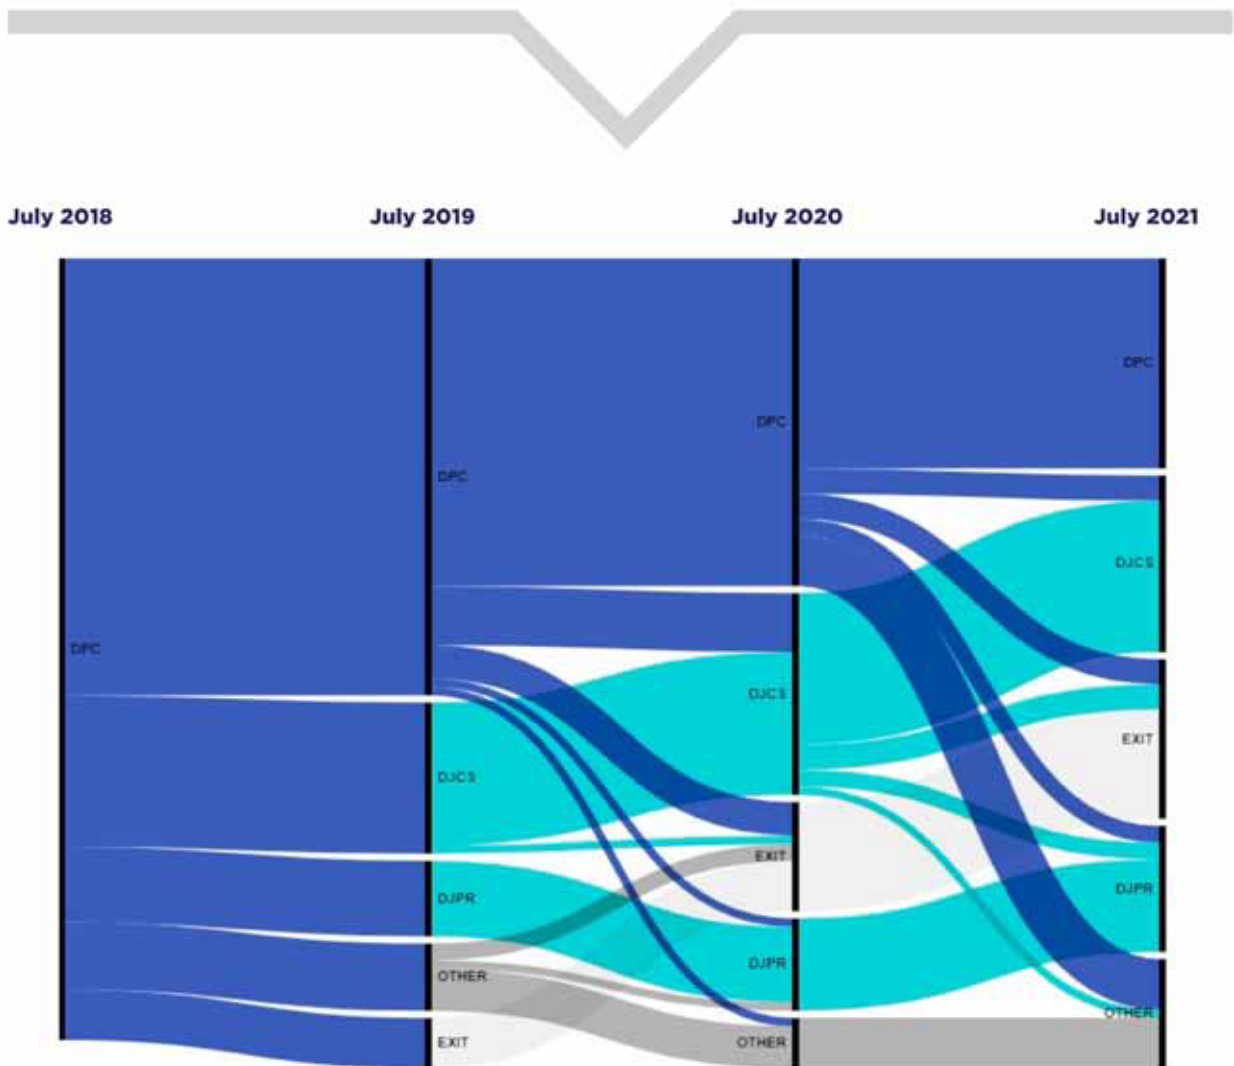 July 2018 July 2019 July 2020 July 2021
DPC
DPC
DPC
DPC
DJCS
DJCS
DJCS
EXIT
DJPR
EXIT
DJPR
DJPR
OTHER
OTHER
EXIT
OTHER